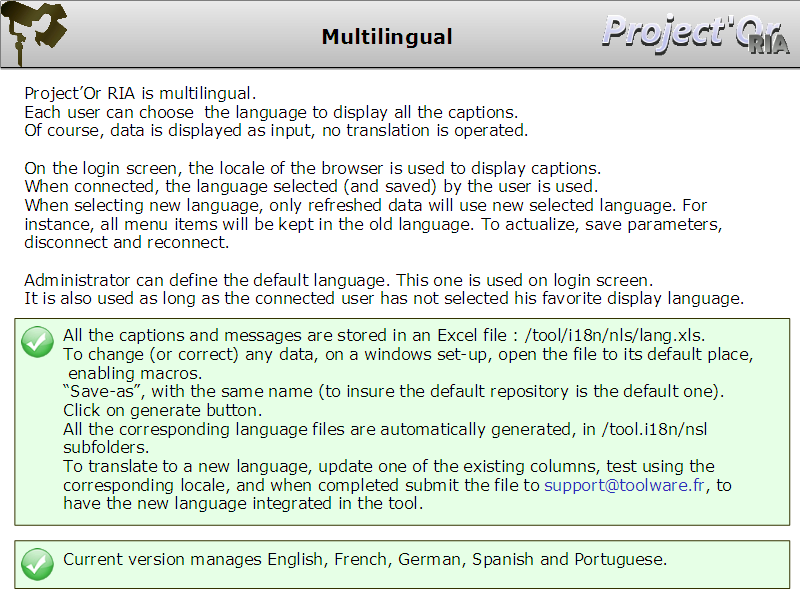 Multilingual
Project'Or
RIA
Project’Or RIA is multilingual.
Each user can choose  the language to display all the captions.
Of course, data is displayed as input, no translation is operated.
On the login screen, the locale of the browser is used to display captions.
When connected, the language selected (and saved) by the user is used.
When selecting new language, only refreshed data will use new selected language. For
instance, all menu items will be kept in the old language. To actualize, save parameters,
disconnect and reconnect.
Administrator can define the default language. This one is used on login screen.
It is also used as long as the connected user has not selected his favorite display language.
All the captions and messages are stored in an Excel file : /tool/i18n/nls/lang.xls.
To change (or correct) any data, on a windows set-up, open the file to its default place,
enabling macros.
“Save-as”, with the same name (to insure the default repository is the default one).
Click on generate button.
All the corresponding language files are automatically generated, in /tool.i18n/nsl
subfolders.
To translate to a new language, update one of the existing columns, test using the
corresponding locale, and when completed submit the file to support@toolware.fr, to
have the new language integrated in the tool.
Current version manages English, French, German, Spanish and Portuguese.